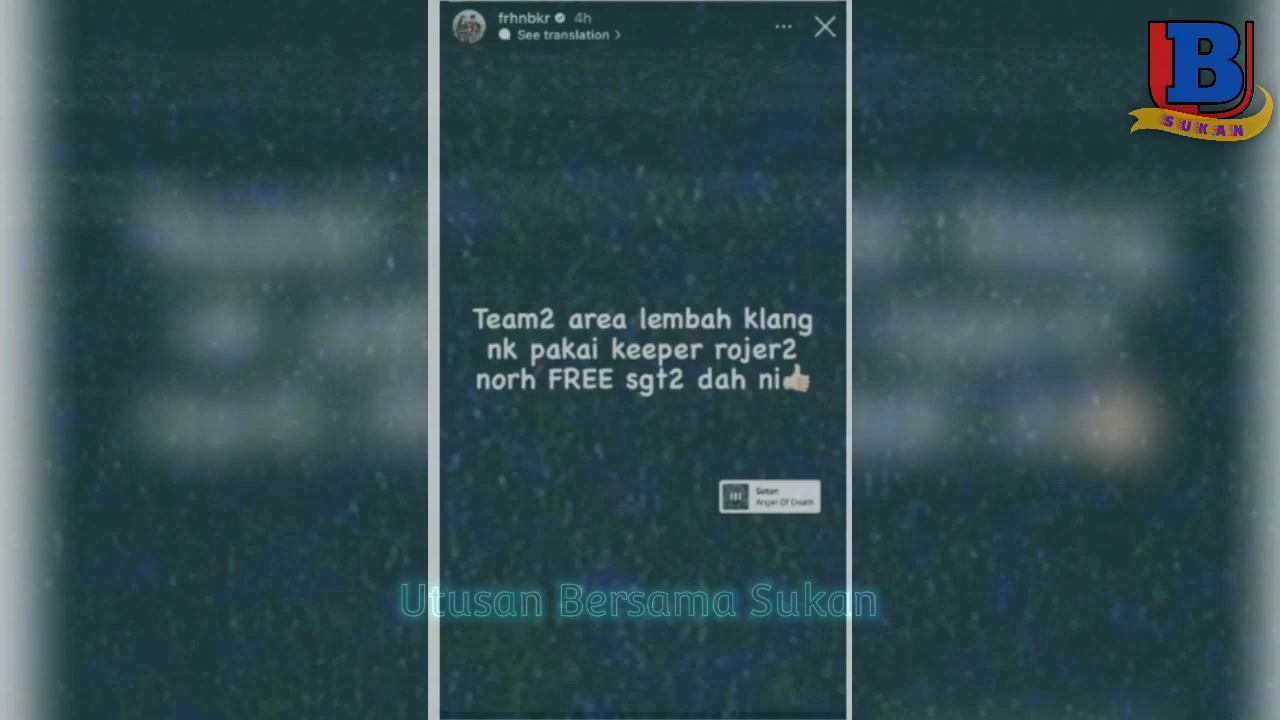 frhnbkr 4h
See translation >
UB
SUKAN
Team2 area lembah klang
nk pakai keeper rojer2
norh FREE sgt2 dah ni👍🏼
Setan
Angel Of Death
Utusan Bersama Sukan